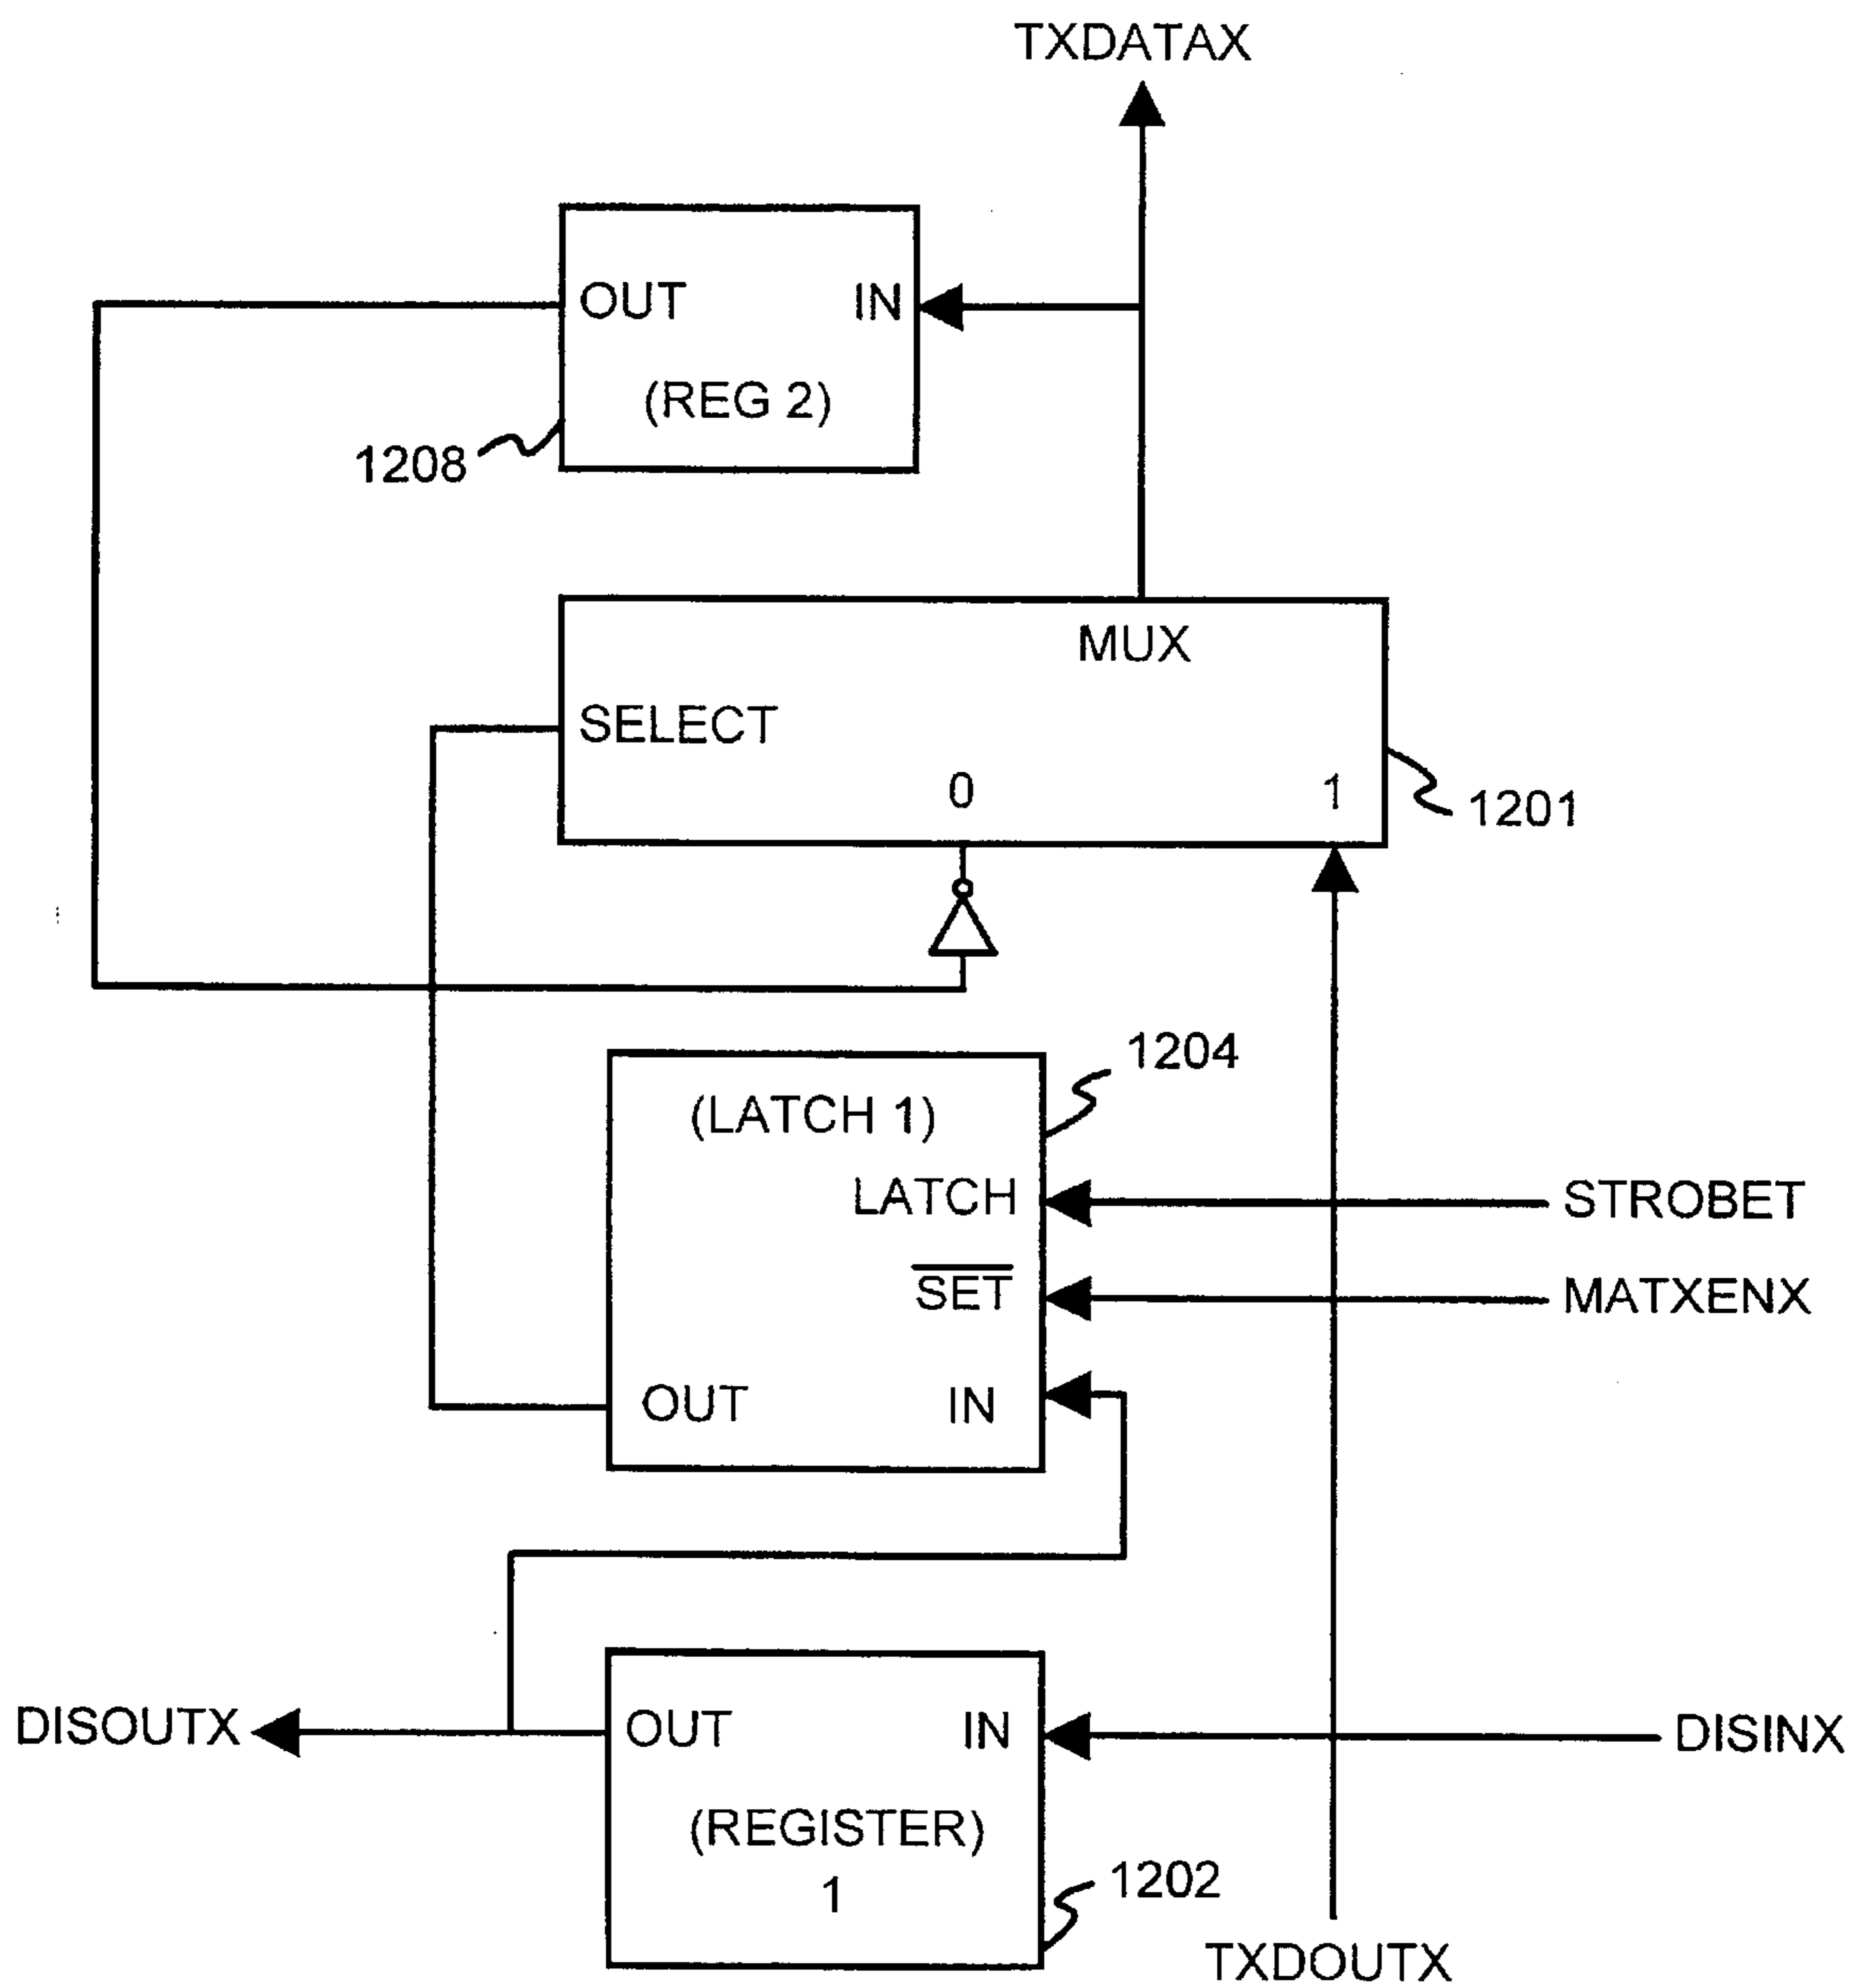 TXDATAX
OUT IN
(REG 2)
1208
MUX
SELECT
0 1
1201
1204
(LATCH 1)
LATCH
STROBET
SET
MATXENX
OUT IN
DISOUTX
OUT IN
DISINX
(REGISTER)
1
1202
TXDOUTX